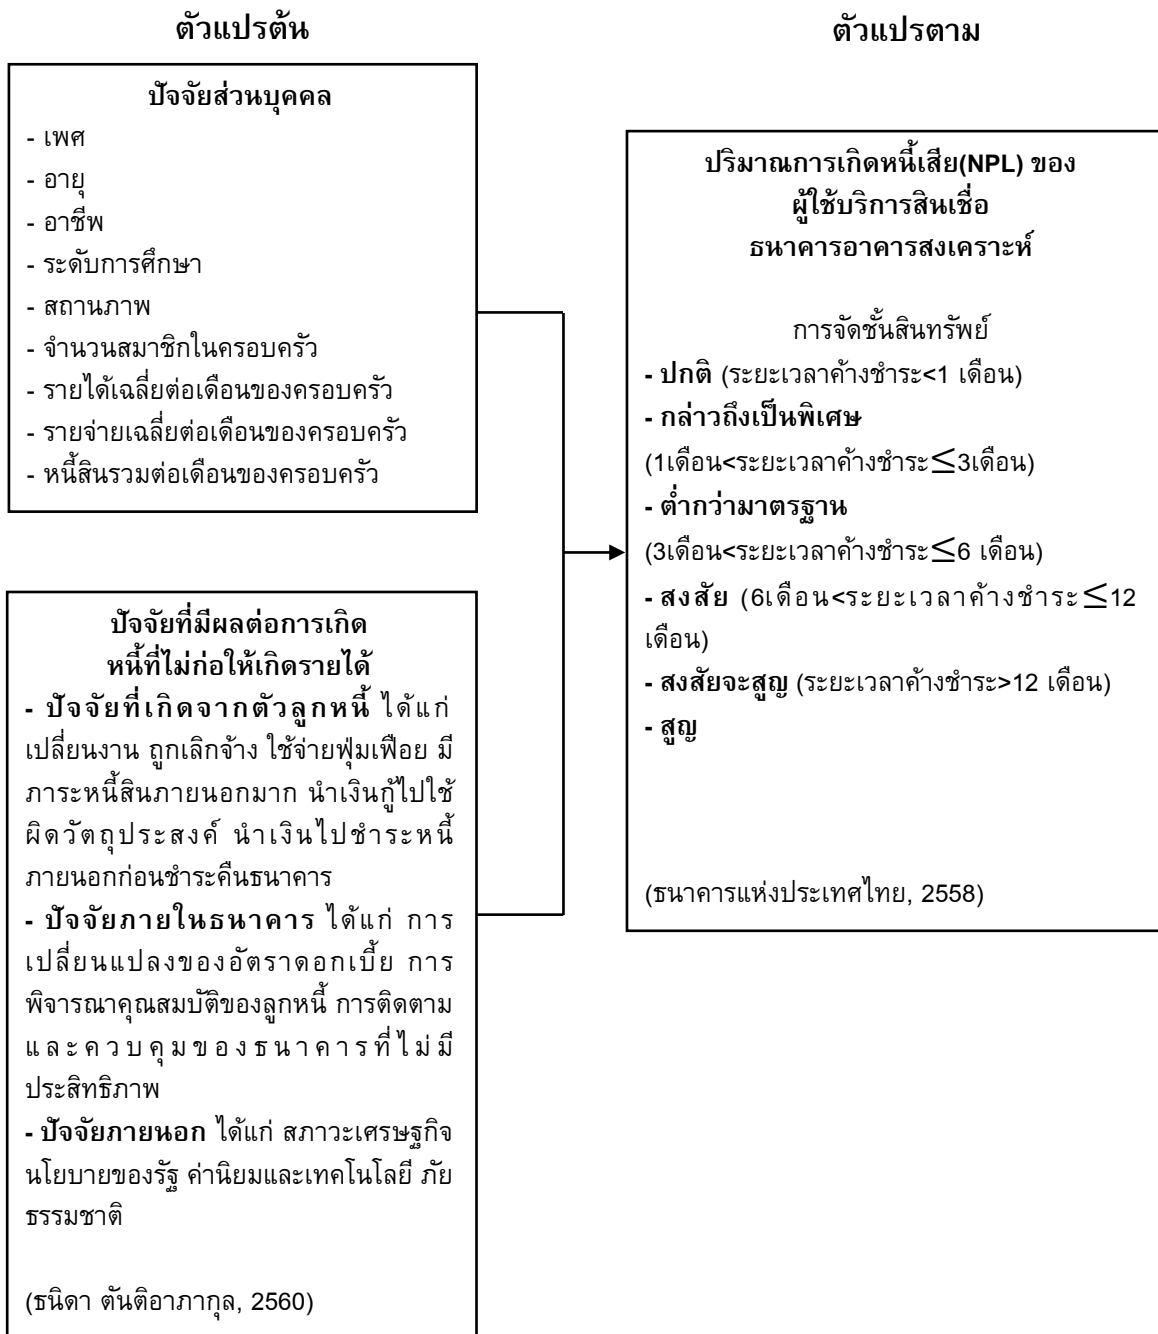 ตัวแปรต้น
ตัวแปรตาม
ปัจจัยส่วนบุคคล
- เพศ
- อายุ
- อาชีพ
- ระดับการศึกษา
- สถานภาพ
- จำนวนสมาชิกในครอบครัว
- รายได้เฉลี่ยต่อเดือนของครอบครัว
- รายจ่ายเฉลี่ยต่อเดือนของครอบครัว
- หนี้สินรวมต่อเดือนของครอบครัว
ปัจจัยที่มีผลต่อการเกิด
หนี้ที่ไม่ก่อให้เกิดรายได้
- ปัจจัยที่เกิดจากตัวลูกหนี้ ได้แก่
เปลี่ยนงาน ถูกเลิกจ้าง ใช้จ่ายฟุ่มเฟือย มี
ภาระหนี้สินภายนอกมาก นำเงินกู้ไปใช้
ผิดวัตถุประสงค์ นำเงินไปชำระหนี้
ภายนอกก่อนชำระคืนธนาคาร
- ปัจจัยภายในธนาคาร ได้แก่ การ
เปลี่ยนแปลงของอัตราดอกเบี้ย การ
พิจารณาคุณสมบัติของลูกหนี้ การติดตาม
และควบคุมของธนาคารที่ไม่มี
ประสิทธิภาพ
- ปัจจัยภายนอก ได้แก่ สภาวะเศรษฐกิจ
นโยบายของรัฐ ค่านิยมและเทคโนโลยี ภัย
ธรรมชาติ
(ธนิดา ตันติอาภากุล, 2560)
ปริมาณการเกิดหนี้เสีย(NPL) ของ
ผู้ใช้บริการสินเชื่อ
ธนาคารอาคารสงเคราะห์
การจัดชั้นสินทรัพย์
- ปกติ (ระยะเวลาค้างชำระ<1 เดือน)
- กล่าวถึงเป็นพิเศษ
(1เดือน<ระยะเวลาค้างชำระ≤3เดือน)
- ต่ำกว่ามาตรฐาน
(3เดือน<ระยะเวลาค้างชำระ≤6 เดือน)
- สงสัย (6เดือน<ระยะเวลาค้างชำระ≤12
เดือน)
- สงสัยจะสูญ (ระยะเวลาค้างชำระ>12 เดือน)
- สูญ
(ธนาคารแห่งประเทศไทย, 2558)